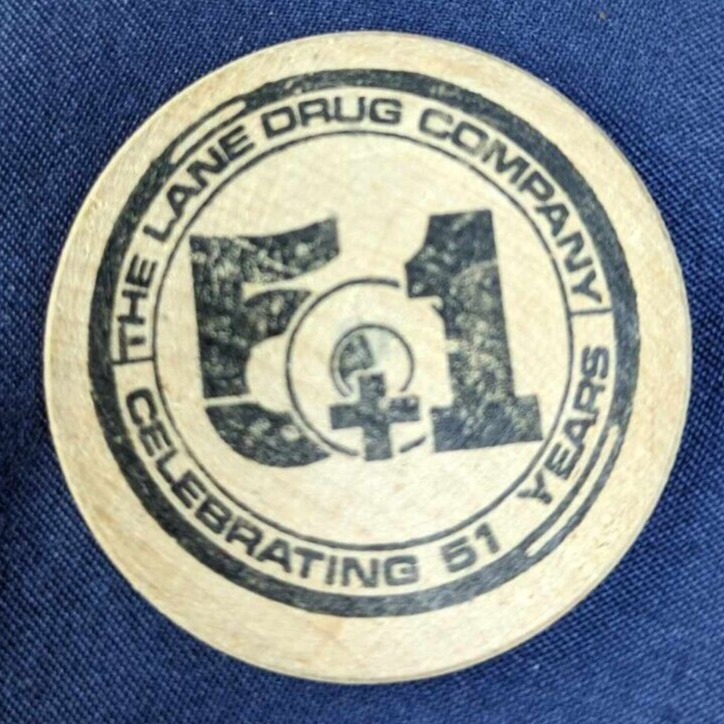 THE LANE DRUG COMPANY
51
CELEBRATING 51 YEARS